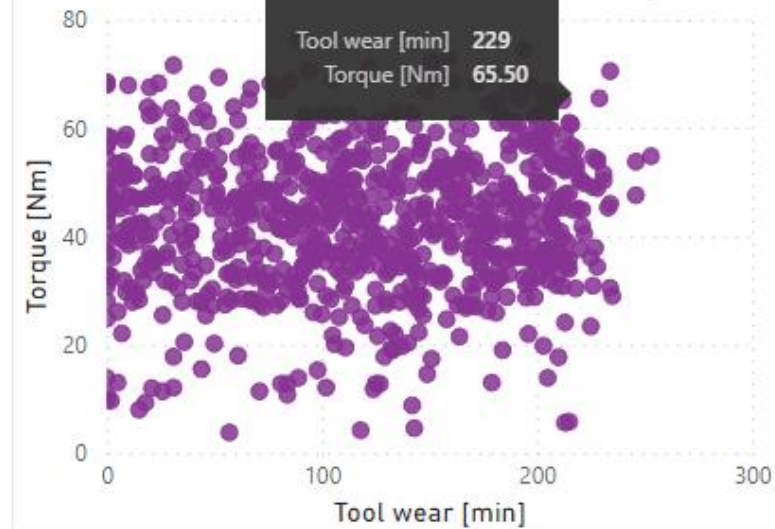 80
Tool wear [min] 229
Torque [Nm] 65.50
60
40
20
0
Torque [Nm]
0 100 200 300
Tool wear [min]